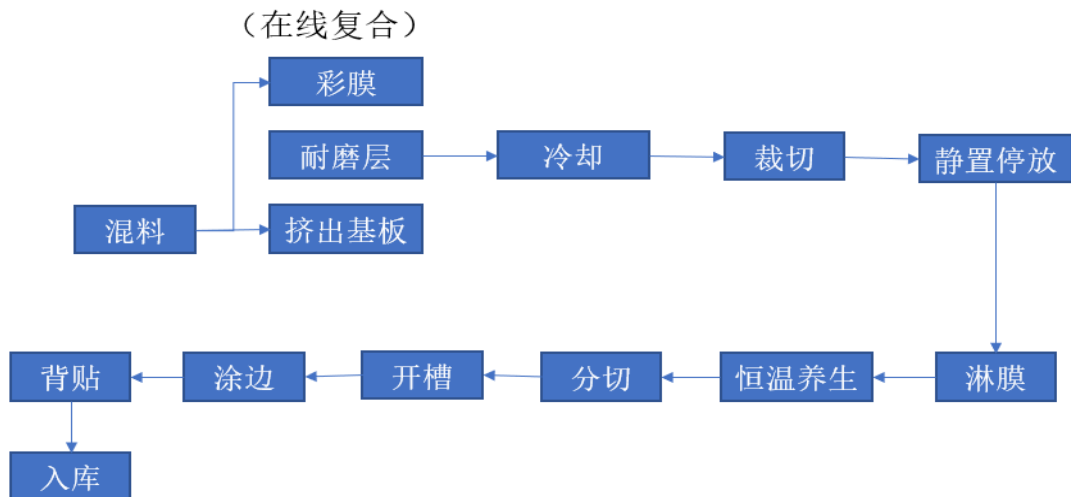 （在线复合）
彩膜
耐磨层
冷却
裁切
静置停放
混料
挤出基板
背贴
涂边
开槽
分切
恒温养生
淋膜
入库